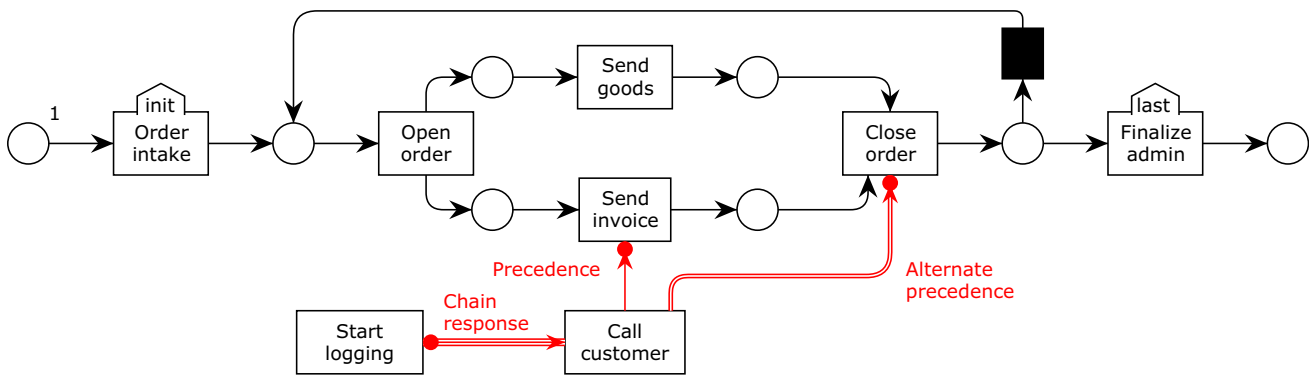 Send
goods
1
init
Order
intake
Open
order
Close
order
last
Finalize
admin
Send
invoice
Precedence
Alternate
precedence
Chain
response
Start
logging
Call
customer